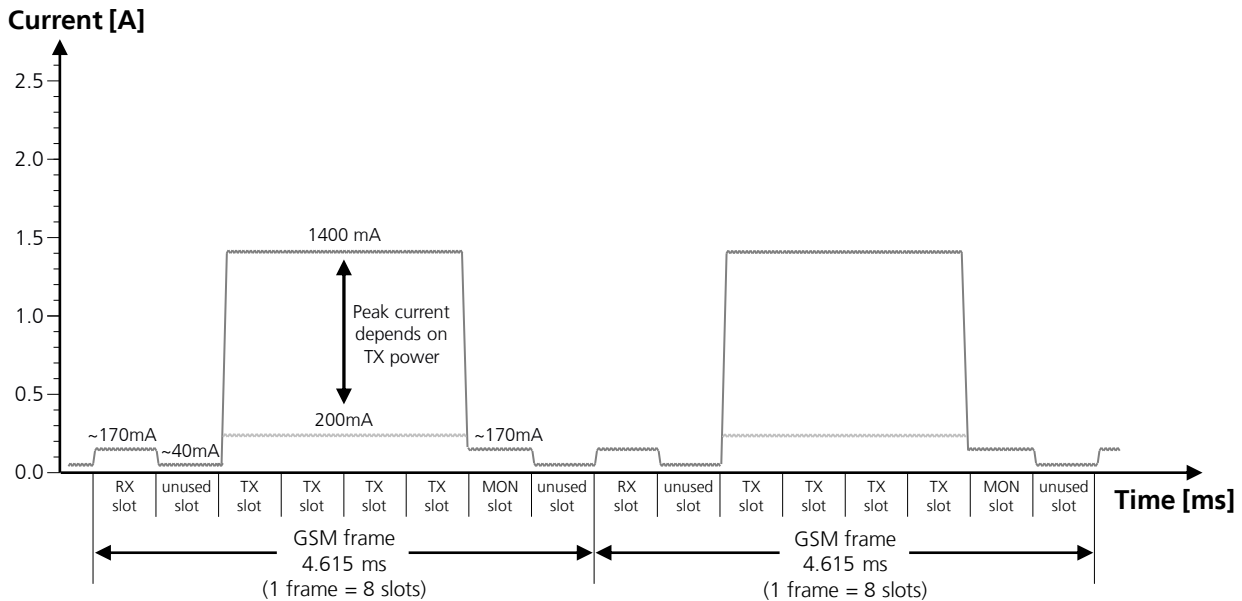 Current [A]
2.5
2.0
1.5
1.0
0.5
0.0
1400 mA
Peak current
depends on
TX power
200mA
~170mA
~40mA
~170mA
RX
slot
unused
slot
TX
slot
TX
slot
TX
slot
TX
slot
MON
slot
unused
slot
RX
slot
unused
slot
TX
slot
TX
slot
TX
slot
TX
slot
MON
slot
unused
slot
Time [ms]
GSM frame
4.615 ms
(1 frame = 8 slots)
GSM frame
4.615 ms
(1 frame = 8 slots)